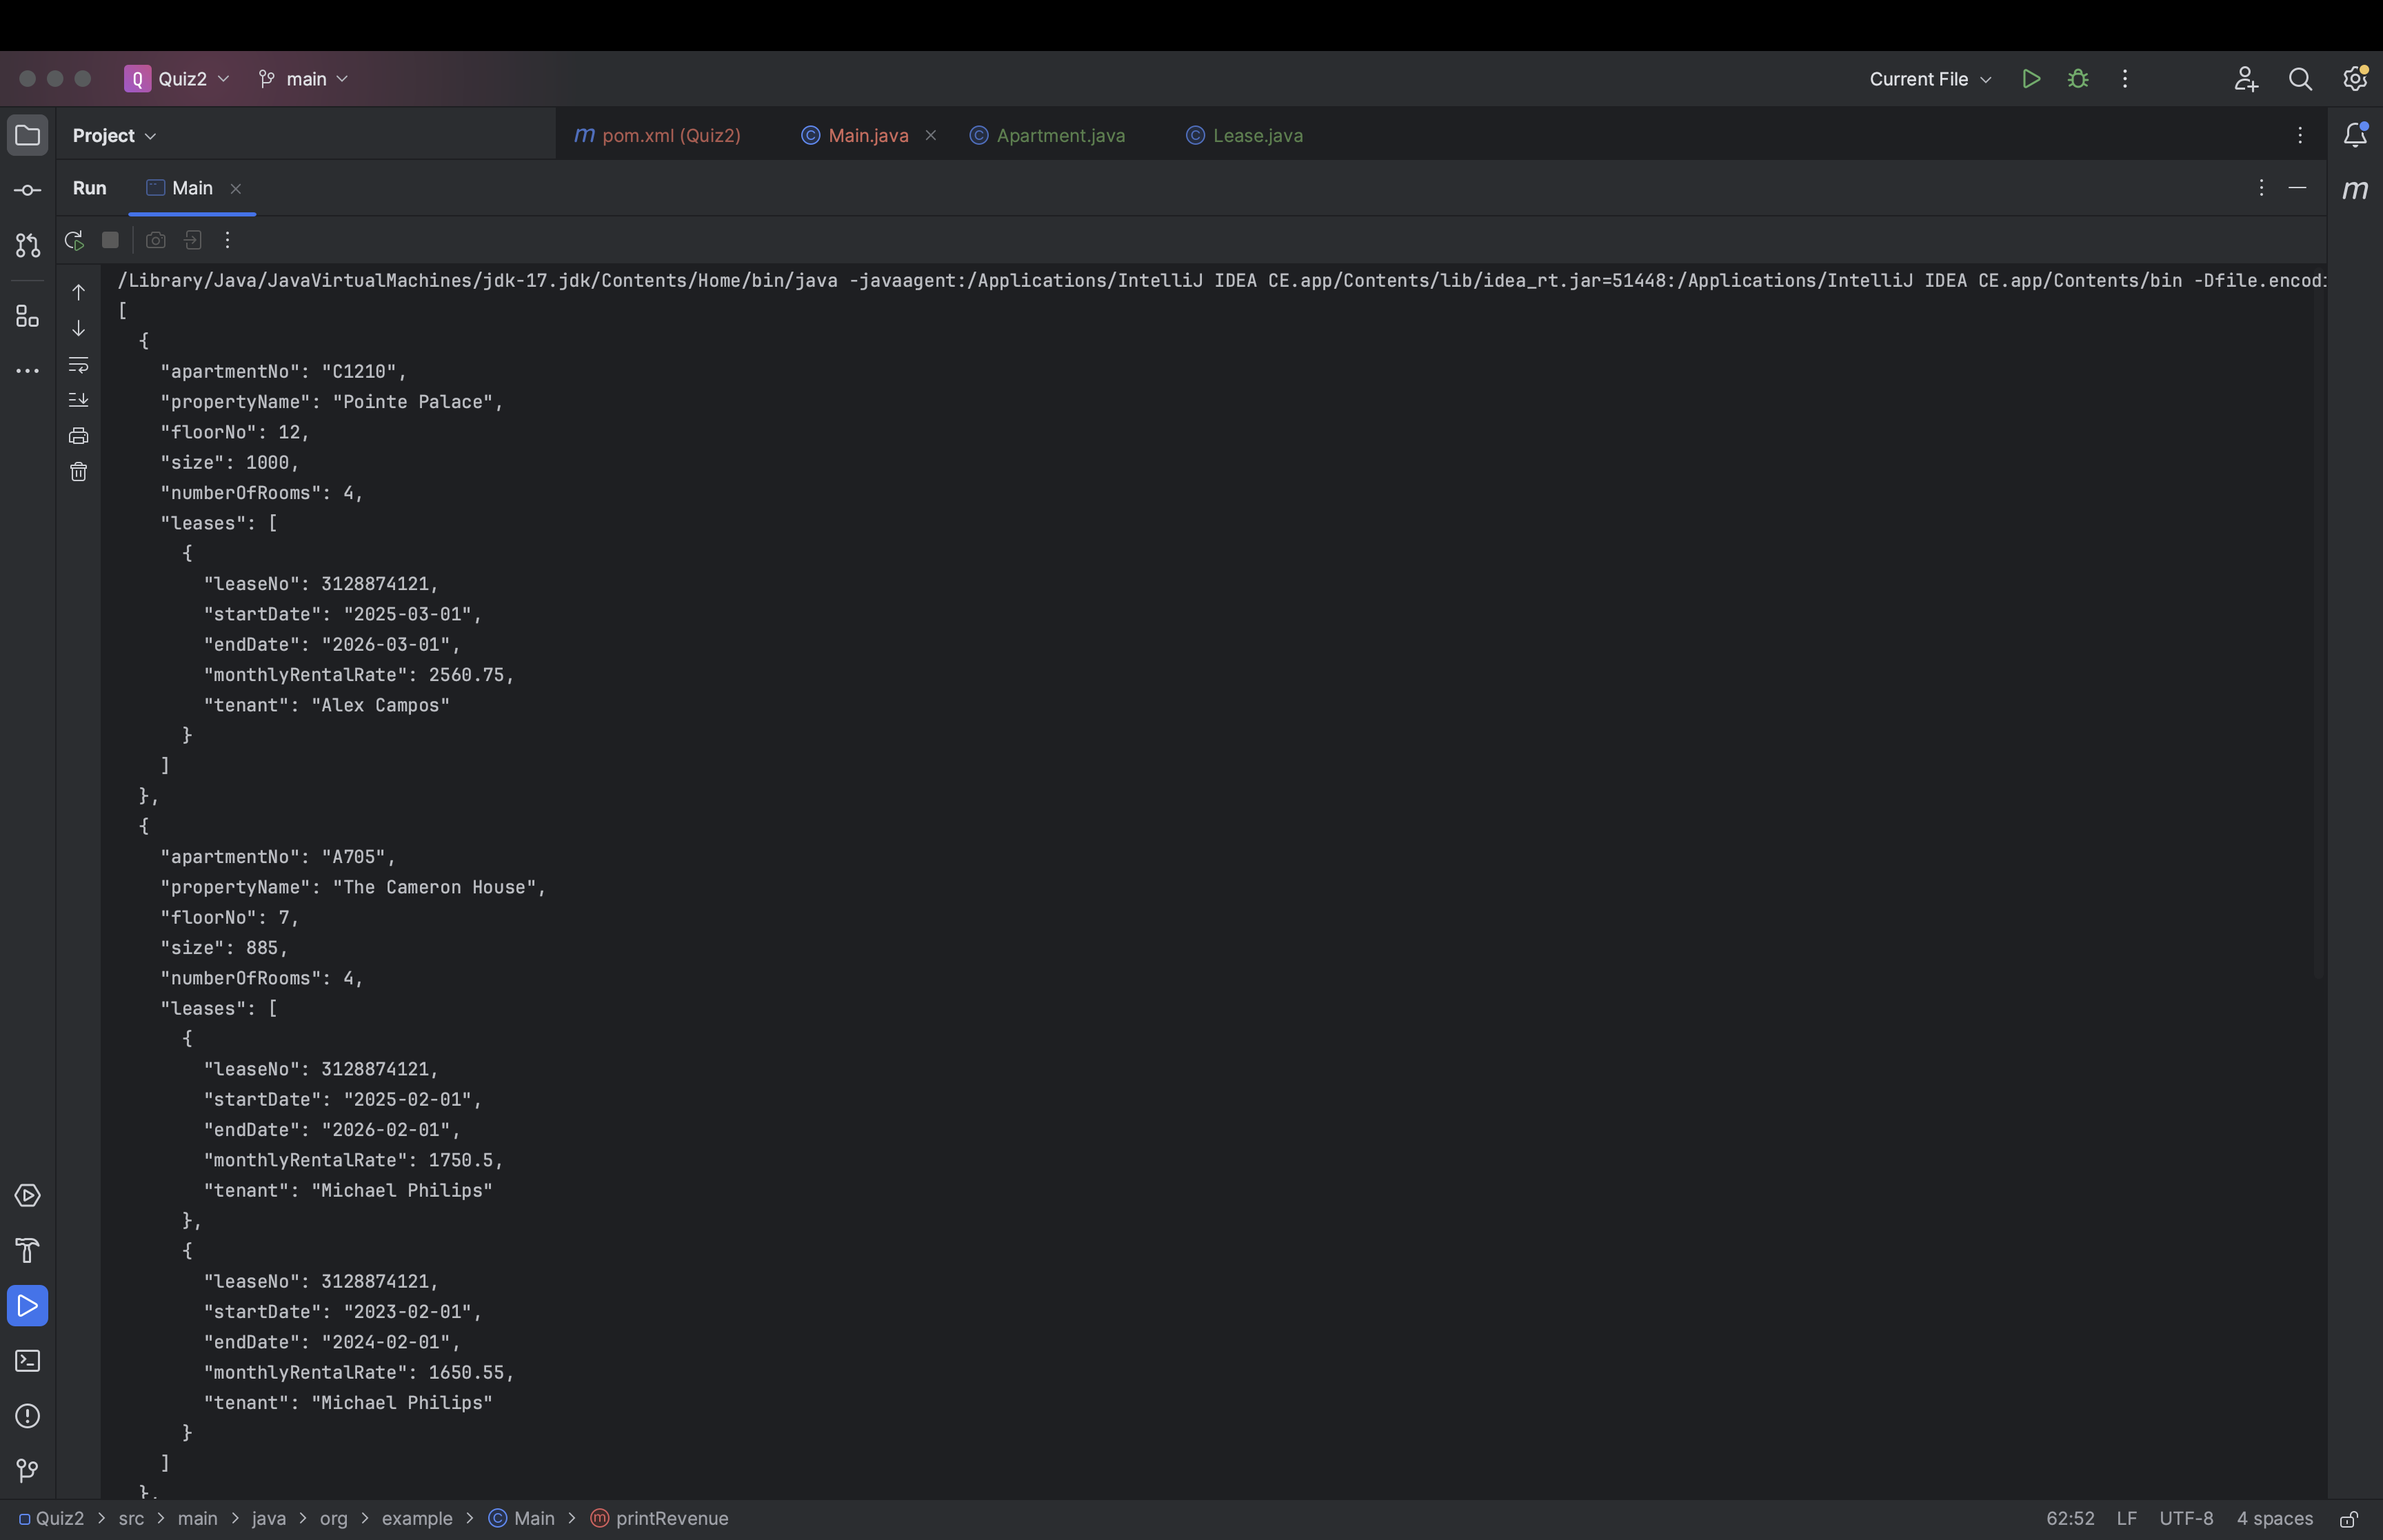 Q Quiz2 main Current File
Project m pom.xml (Quiz2) Main.java Apartment.java Lease.java
Run Main m
/Library/Java/JavaVirtualMachines/jdk-17.jdk/Contents/Home/bin/java -javaagent:/Applications/IntelliJ IDEA CE.app/Contents/lib/idea_rt.jar=51448:/Applications/IntelliJ IDEA CE.app/Contents/bin -Dfile.encodi
[
  {
    "apartmentNo": "C1210",
    "propertyName": "Pointe Palace",
    "floorNo": 12,
    "size": 1000,
    "numberOfRooms": 4,
    "leases": [
      {
        "leaseNo": 3128874121,
        "startDate": "2025-03-01",
        "endDate": "2026-03-01",
        "monthlyRentalRate": 2560.75,
        "tenant": "Alex Campos"
      }
    ]
  },
  {
    "apartmentNo": "A705",
    "propertyName": "The Cameron House",
    "floorNo": 7,
    "size": 885,
    "numberOfRooms": 4,
    "leases": [
      {
        "leaseNo": 3128874121,
        "startDate": "2025-02-01",
        "endDate": "2026-02-01",
        "monthlyRentalRate": 1750.5,
        "tenant": "Michael Philips"
      },
      {
        "leaseNo": 3128874121,
        "startDate": "2023-02-01",
        "endDate": "2024-02-01",
        "monthlyRentalRate": 1650.55,
        "tenant": "Michael Philips"
      }
    ]
  },
Quiz2 > src > main > java > org > example > Main > m printRevenue 62:52 LF UTF-8 4 spaces